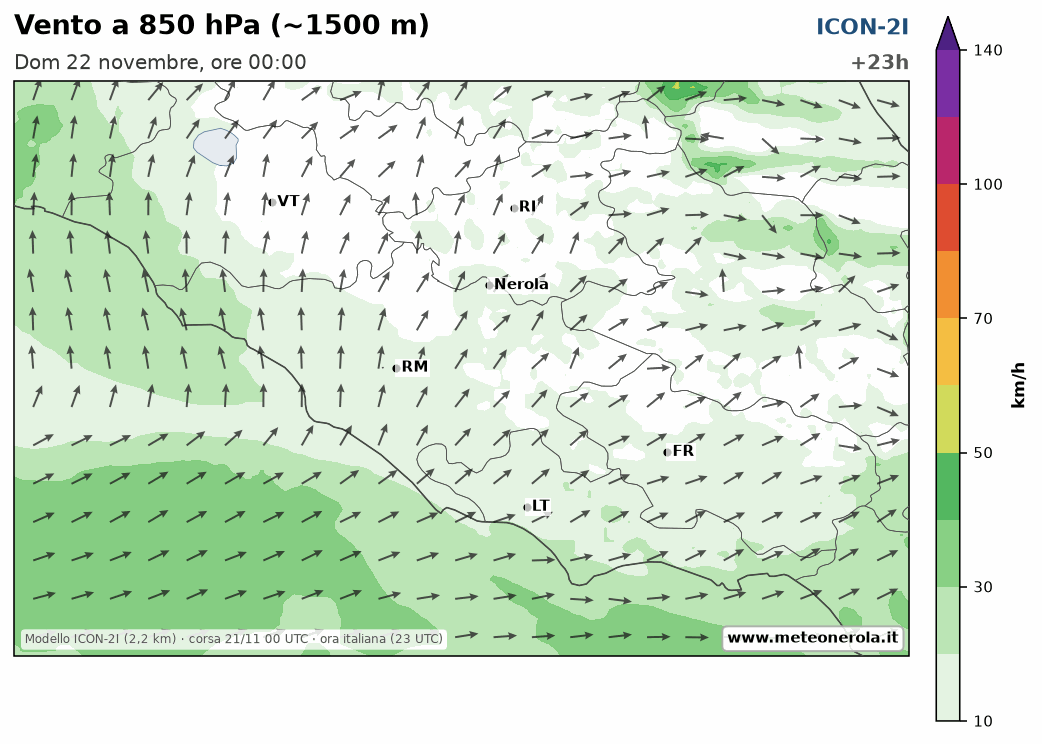 Vento a 850 hPa (~1500 m)
ICON-2I
Dom 22 novembre, ore 00:00
+23h
140
100
70
50
30
10
km/h
VT
RI
Nerola
RM
FR
LT
Modello ICON-2I (2,2 km) · corsa 21/11 00 UTC · ora italiana (23 UTC)
www.meteonerola.it